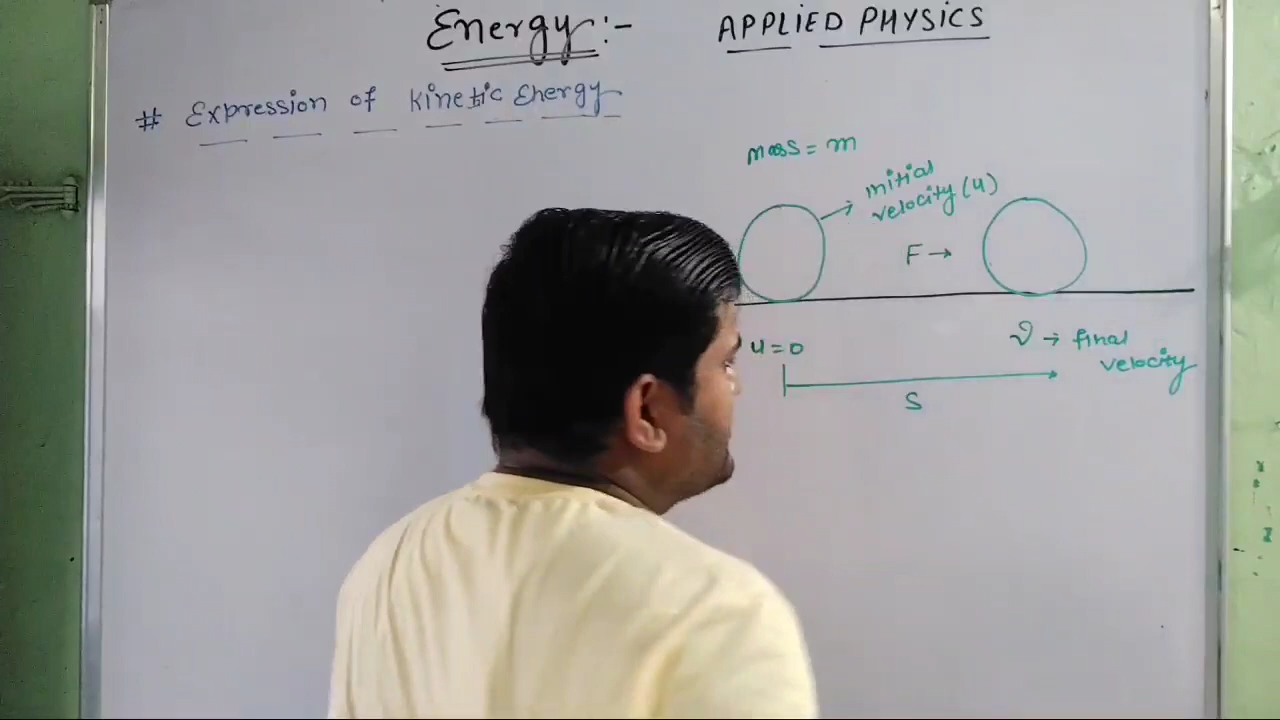 Energy:- APPLIED PHYSICS
# Expression of Kinetic Energy
mass = m
initial
velocity (u)
F →
u = 0
v → final
velocity
S